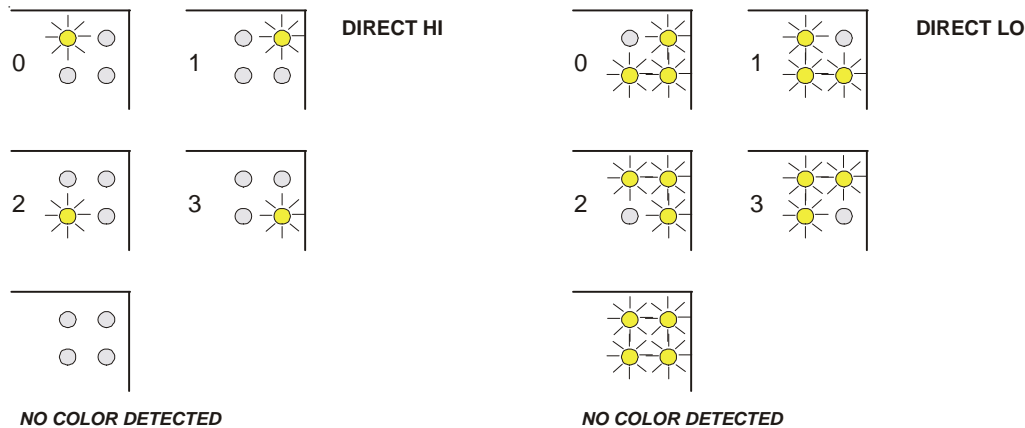 0 1 DIRECT HI 0 1 DIRECT LO
2 3 2 3
NO COLOR DETECTED NO COLOR DETECTED